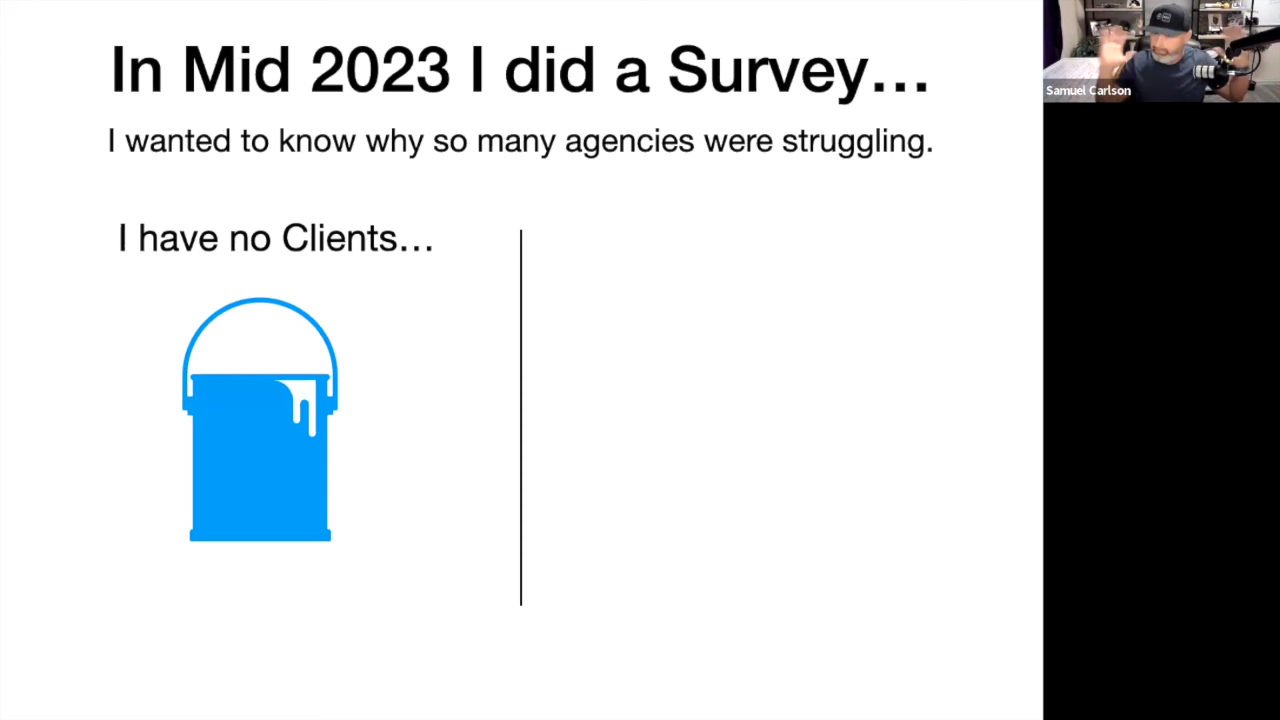 In Mid 2023 I did a Survey…
I wanted to know why so many agencies were struggling.
I have no Clients…
Samuel Carlson